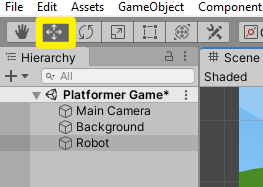 File Edit Assets GameObject Component
Hierarchy Scene
All Shaded
Platformer Game*
Main Camera
Background
Robot